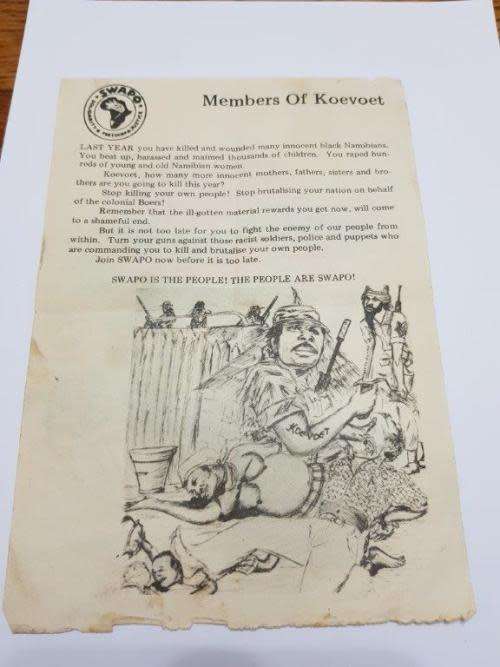 SWAPO
SOLIDARITY * FREEDOM * JUSTICE
Members Of Koevoet
LAST YEAR you have killed and wounded many innocent black Namibians.
You beat up, harassed and maimed thousands of children. You raped hun-
dreds of young and old Namibian women.
Koevoet, how many more innocent mothers, fathers, sisters and bro-
thers are you going to kill this year?
Stop killing your own people! Stop brutalising your nation on behalf
of the colonial Boers!
Remember that the ill-gotten material rewards you get now, will come
to a shameful end.
But it is not too late for you to fight the enemy of our people from
within. Turn your guns against those racist soldiers, police and puppets who
are commanding you to kill and brutalise your own people.
Join SWAPO now before it is too late.
SWAPO IS THE PEOPLE! THE PEOPLE ARE SWAPO!
KOEVOET